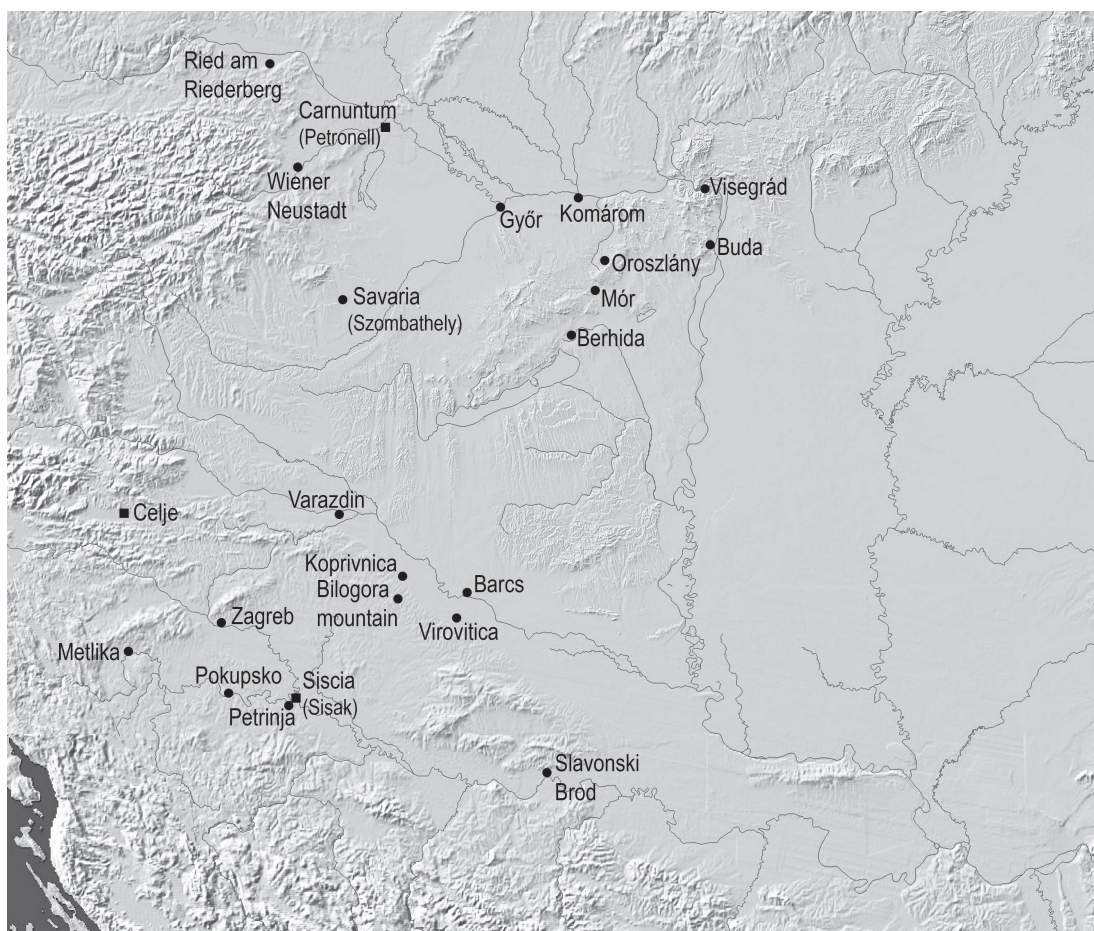 Ried am
Riederberg
Carnuntum
(Petronell)
Wiener
Neustadt
Visegrád
Győr
Komárom
Buda
Oroszlány
Mór
Savaria
(Szombathely)
Berhida
Varazdin
Celje
Koprivnica
Bilogora
mountain
Barcs
Zagreb
Virovitica
Metlika
Pokupsko
Siscia
(Sisak)
Petrinja
Slavonski
Brod